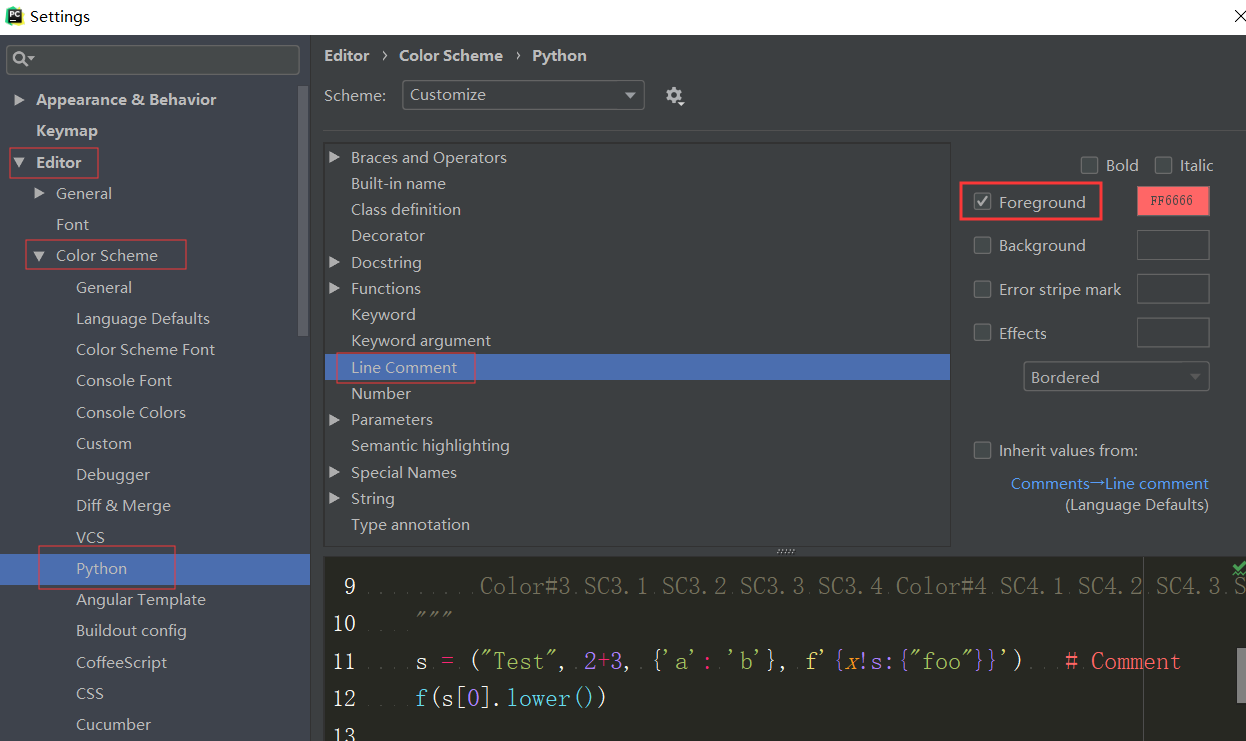 PC Settings
Appearance & Behavior
Keymap
Editor
General
Font
Color Scheme
General
Language Defaults
Color Scheme Font
Console Font
Console Colors
Custom
Debugger
Diff & Merge
VCS
Python
Angular Template
Buildout config
CoffeeScript
CSS
Cucumber
Editor › Color Scheme › Python
Scheme: Customize
Braces and Operators
Built-in name
Class definition
Decorator
Docstring
Functions
Keyword
Keyword argument
Line Comment
Number
Parameters
Semantic highlighting
Special Names
String
Type annotation
Bold Italic
Foreground FF6666
Background
Error stripe mark
Effects
Bordered
Inherit values from:
Comments→Line comment
(Language Defaults)
9 Color#3 SC3.1 SC3.2 SC3.3 SC3.4 Color#4 SC4.1 SC4.2 SC4.3 S
10 """
11 s = ("Test", 2+3, {'a': 'b'}, f'{x!s:{"foo"}}') # Comment
12 f(s[0].lower())
13